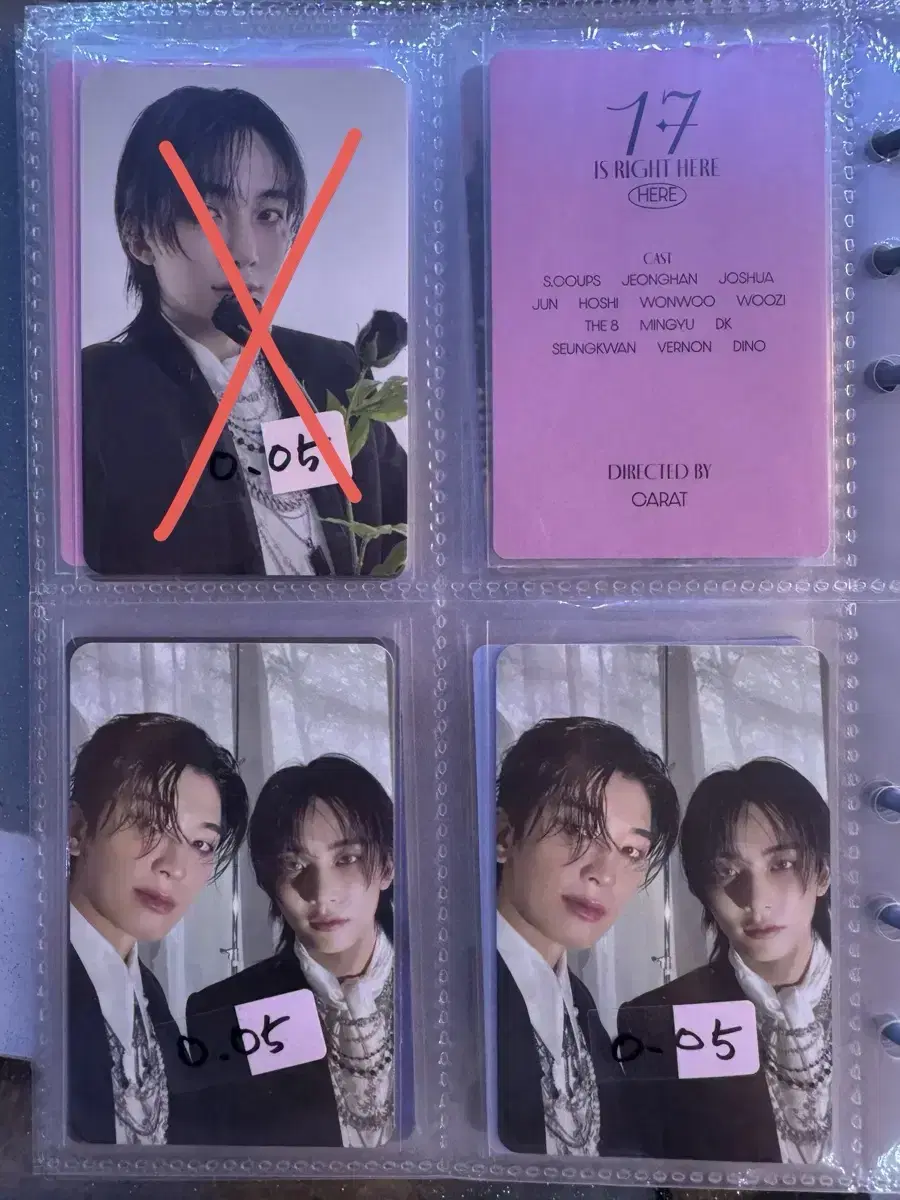 0.05
17
IS RIGHT HERE
HERE
CAST
S.COUPS JEONGHAN JOSHUA
JUN HOSHI WONWOO WOOZI
THE 8 MINGYU DK
SEUNGKWAN VERNON DINO
DIRECTED BY
CARAT
0.05
0.05